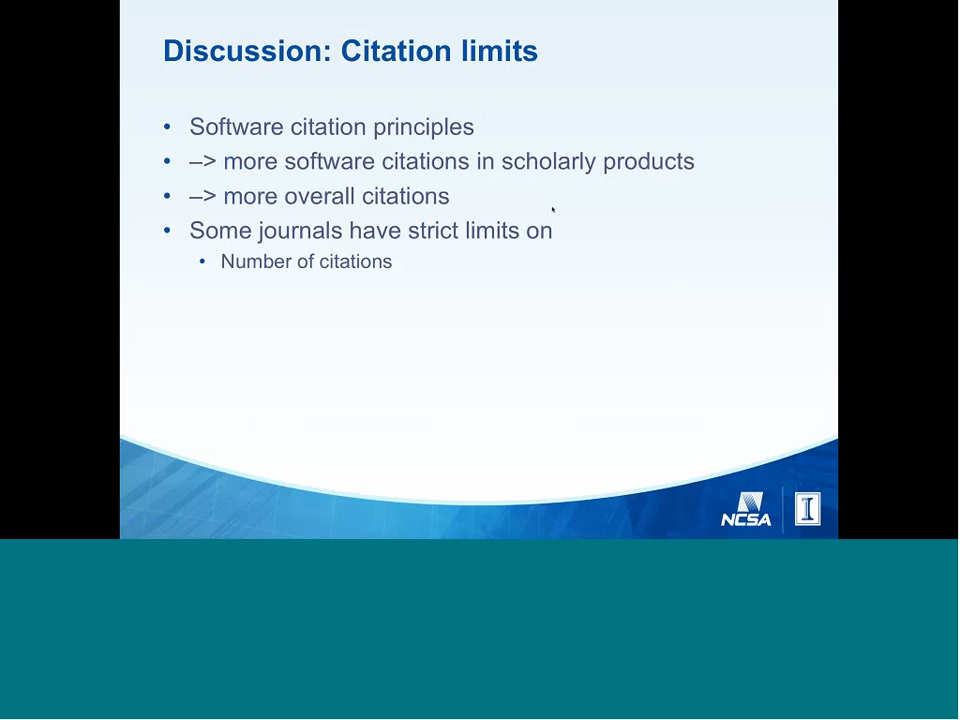 Discussion: Citation limits
• Software citation principles
• –> more software citations in scholarly products
• –> more overall citations
• Some journals have strict limits on
• Number of citations
NCSA
I